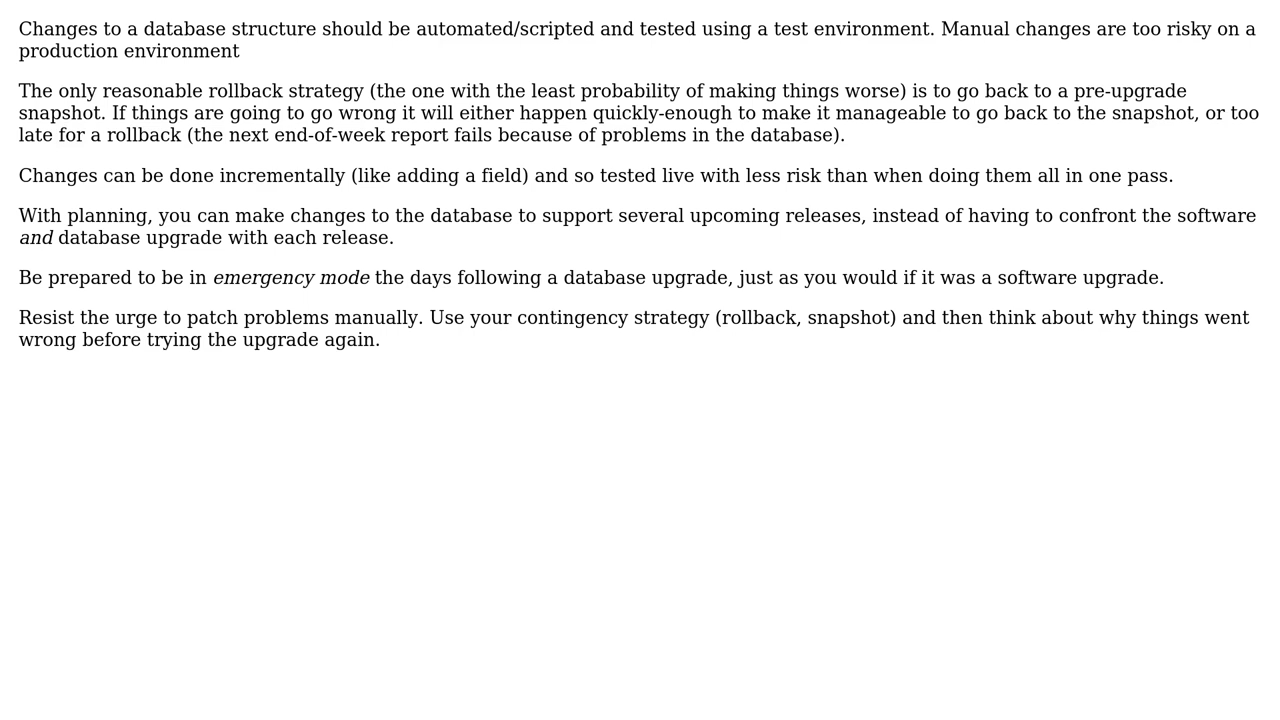 Changes to a database structure should be automated/scripted and tested using a test environment. Manual changes are too risky on a
production environment
The only reasonable rollback strategy (the one with the least probability of making things worse) is to go back to a pre-upgrade
snapshot. If things are going to go wrong it will either happen quickly-enough to make it manageable to go back to the snapshot, or too
late for a rollback (the next end-of-week report fails because of problems in the database).
Changes can be done incrementally (like adding a field) and so tested live with less risk than when doing them all in one pass.
With planning, you can make changes to the database to support several upcoming releases, instead of having to confront the software
and database upgrade with each release.
Be prepared to be in emergency mode the days following a database upgrade, just as you would if it was a software upgrade.
Resist the urge to patch problems manually. Use your contingency strategy (rollback, snapshot) and then think about why things went
wrong before trying the upgrade again.